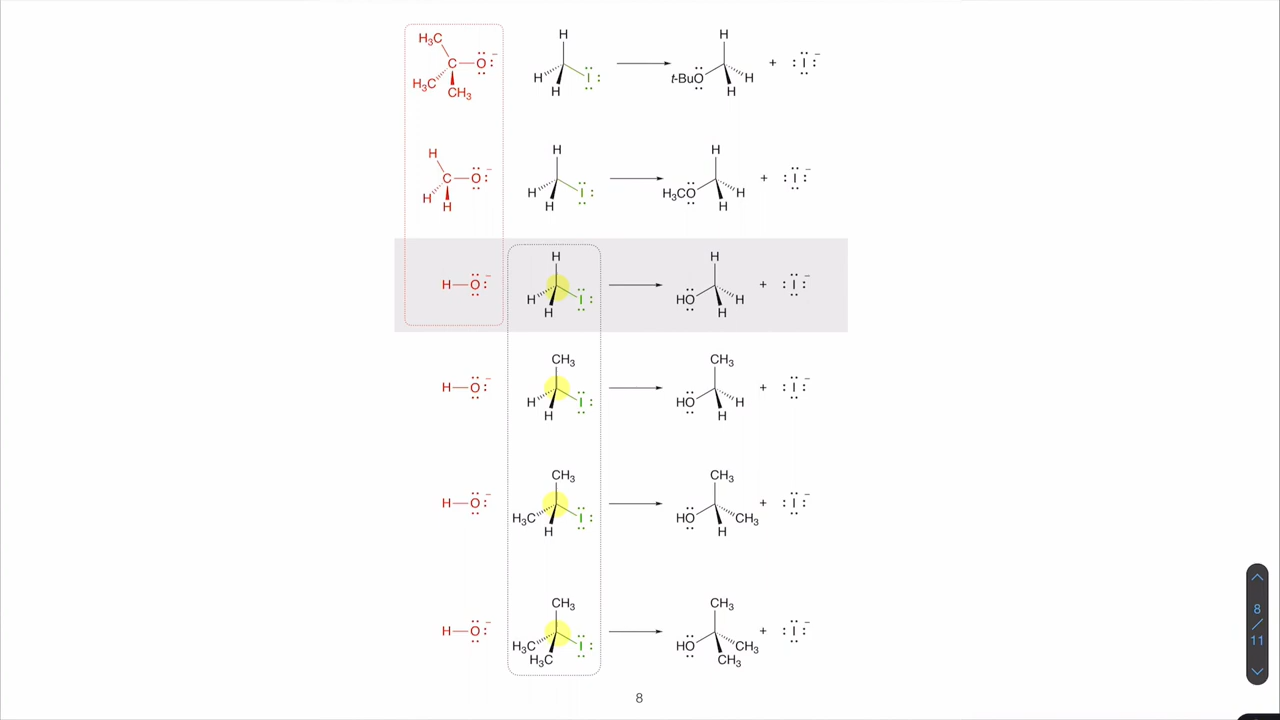 H₃C C O:⁻ H₃C CH₃ H H H I: → t-BuO H H H + :I:⁻
H C O:⁻ H H H H H I: → H₃CO H H H + :I:⁻
H—O:⁻ H H H I: → HO H H H + :I:⁻
H—O:⁻ CH₃ H H I: → HO CH₃ H H + :I:⁻
H—O:⁻ CH₃ H₃C H I: → HO CH₃ CH₃ H + :I:⁻
H—O:⁻ CH₃ H₃C H₃C I: → HO CH₃ CH₃ CH₃ + :I:⁻
8
8
/
11